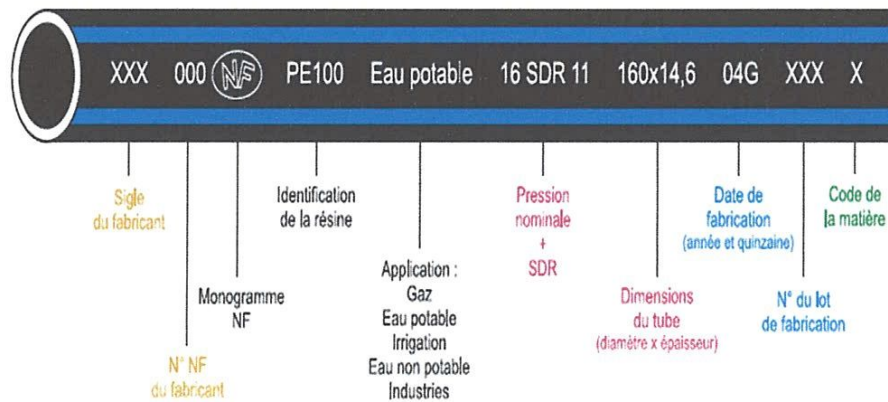 XXX 000 NF PE100 Eau potable 16 SDR 11 160x14,6 04G XXX X
Sigle
du fabricant
N° NF
du fabricant
Monogramme
NF
Identification
de la résine
Application :
Gaz
Eau potable
Irrigation
Eau non potable
Industries
Pression
nominale
+
SDR
Dimensions
du tube
(diamètre x épaisseur)
Date de
fabrication
(année et quinzaine)
N° du lot
de fabrication
Code de
la matière